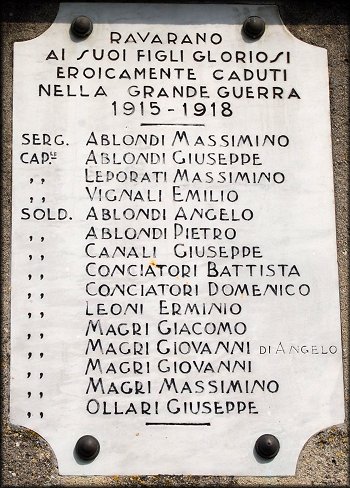 RAVARANO
AI SUOI FIGLI GLORIOSI
EROICAMENTE CADUTI
NELLA GRANDE GUERRA
1915-1918
SERG. ABLONDI MASSIMINO
CAP.LE ABLONDI GIUSEPPE
,, LEPORATI MASSIMINO
,, VIGNALI EMILIO
SOLD. ABLONDI ANGELO
,, ABLONDI PIETRO
,, CANALI GIUSEPPE
,, CONCIATORI BATTISTA
,, CONCIATORI DOMENICO
,, LEONI ERMINIO
,, MAGRI GIACOMO
,, MAGRI GIOVANNI DI ANGELO
,, MAGRI GIOVANNI
,, MAGRI MASSIMINO
,, OLLARI GIUSEPPE